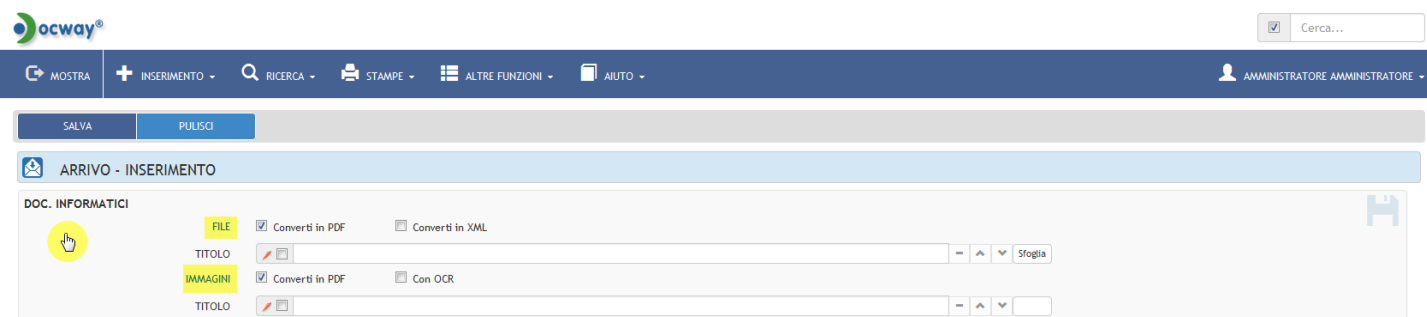 Docway®
Cerca...
MOSTRA INSERIMENTO RICERCA STAMPE ALTRE FUNZIONI AIUTO AMMINISTRATORE AMMINISTRATORE
SALVA PULISCI
ARRIVO - INSERIMENTO
DOC. INFORMATICI
FILE Converti in PDF Converti in XML
TITOLO Sfoglia
IMMAGINI Converti in PDF Con OCR
TITOLO